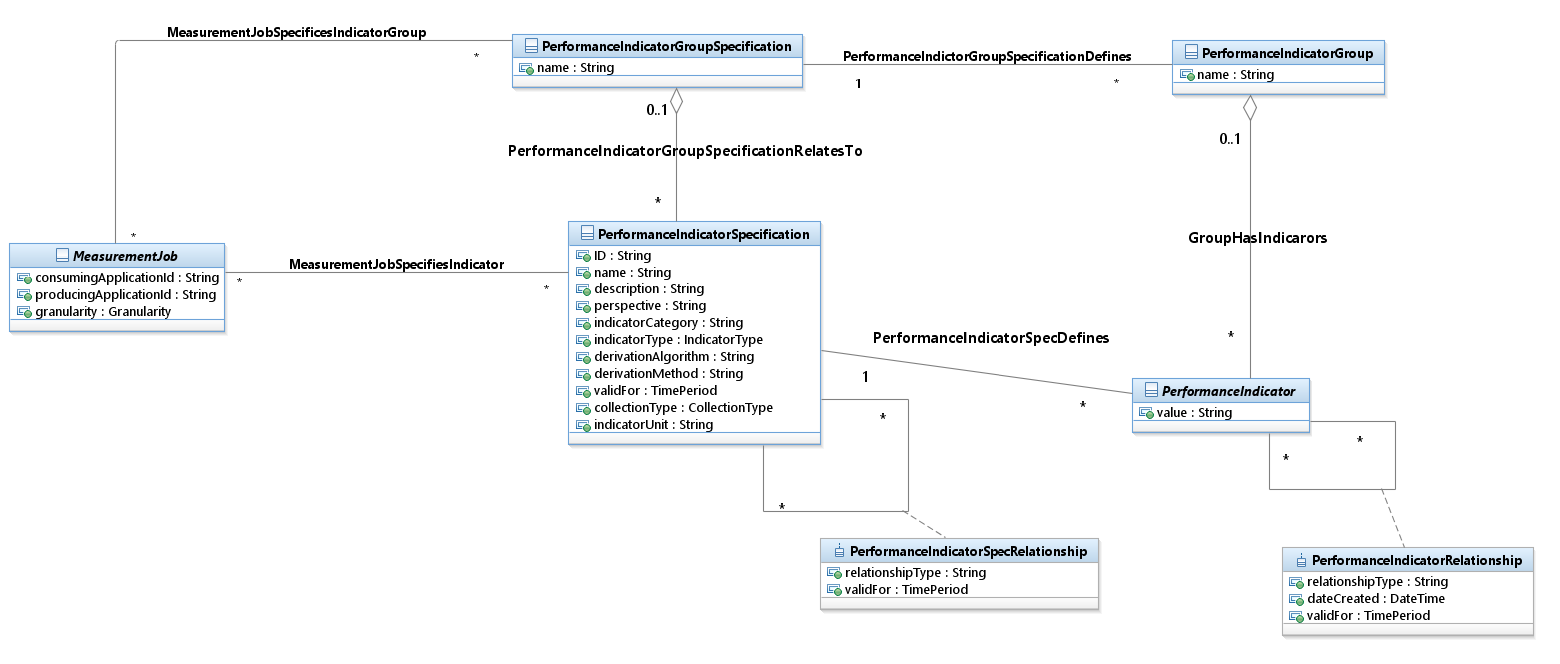 MeasurementJobSpecificesIndicatorGroup
*
PerformanceIndicatorGroupSpecification
name : String
PerformanceIndictorGroupSpecificationDefines
1
*
PerformanceIndicatorGroup
name : String
0..1
PerformanceIndicatorGroupSpecificationRelatesTo
*
0..1
GroupHasIndicarors
*
*
MeasurementJob
consumingApplicationId : String
producingApplicationId : String
granularity : Granularity
MeasurementJobSpecifiesIndicator
*
*
PerformanceIndicatorSpecification
ID : String
name : String
description : String
perspective : String
indicatorCategory : String
indicatorType : IndicatorType
derivationAlgorithm : String
derivationMethod : String
validFor : TimePeriod
collectionType : CollectionType
indicatorUnit : String
PerformanceIndicatorSpecDefines
1
*
*
*
PerformanceIndicator
value : String
*
*
PerformanceIndicatorSpecRelationship
relationshipType : String
validFor : TimePeriod
PerformanceIndicatorRelationship
relationshipType : String
dateCreated : DateTime
validFor : TimePeriod